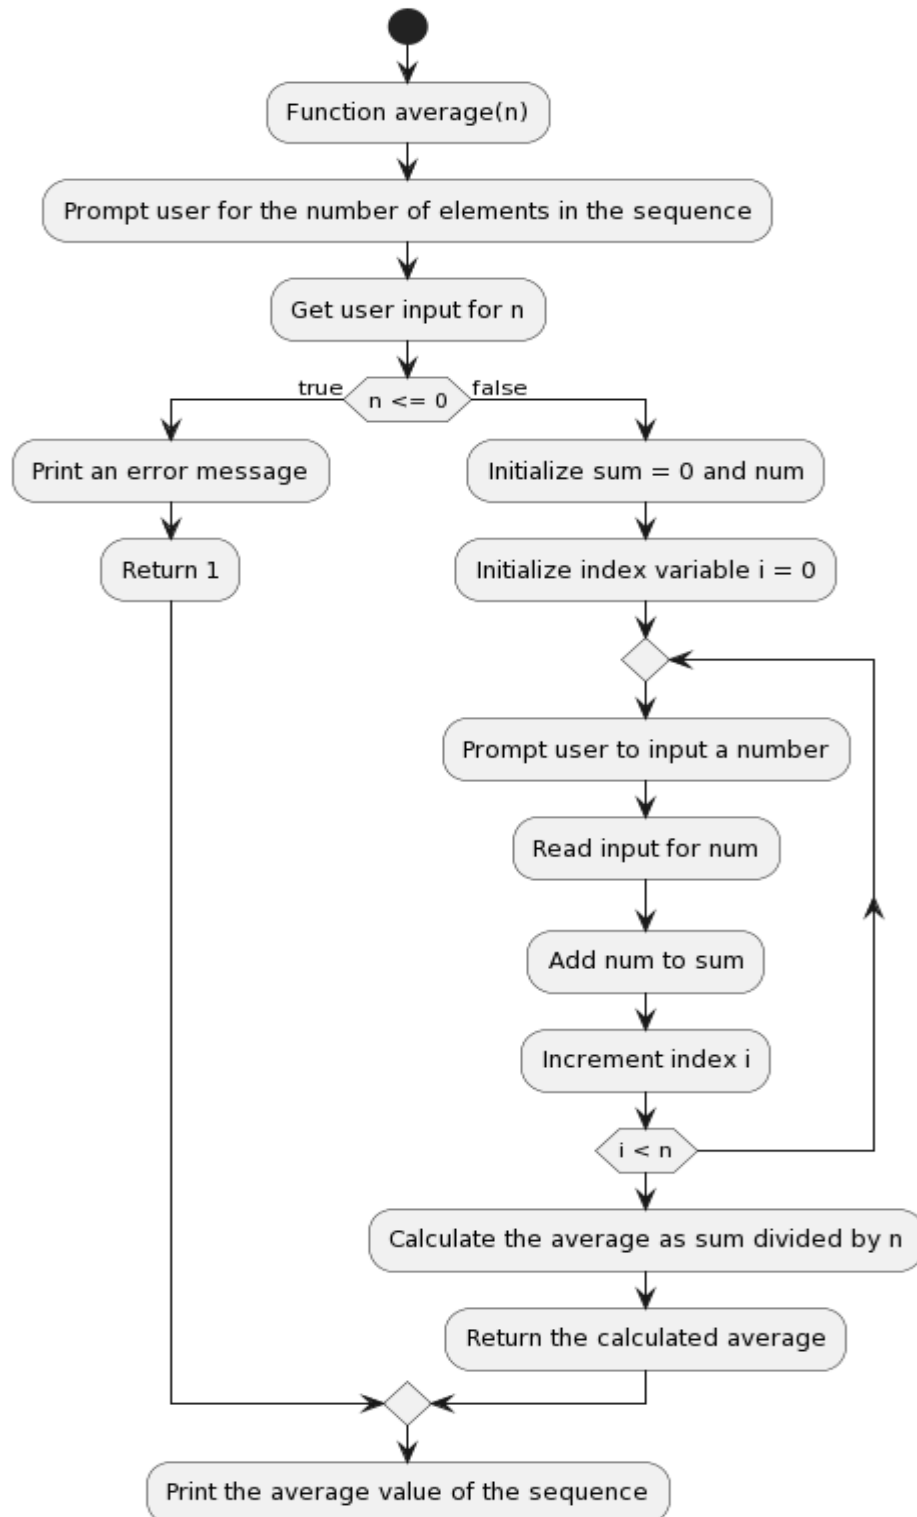 Function average(n)
Prompt user for the number of elements in the sequence
Get user input for n
true
n <= 0
false
Print an error message
Initialize sum = 0 and num
Return 1
Initialize index variable i = 0
Prompt user to input a number
Read input for num
Add num to sum
Increment index i
i < n
Calculate the average as sum divided by n
Return the calculated average
Print the average value of the sequence